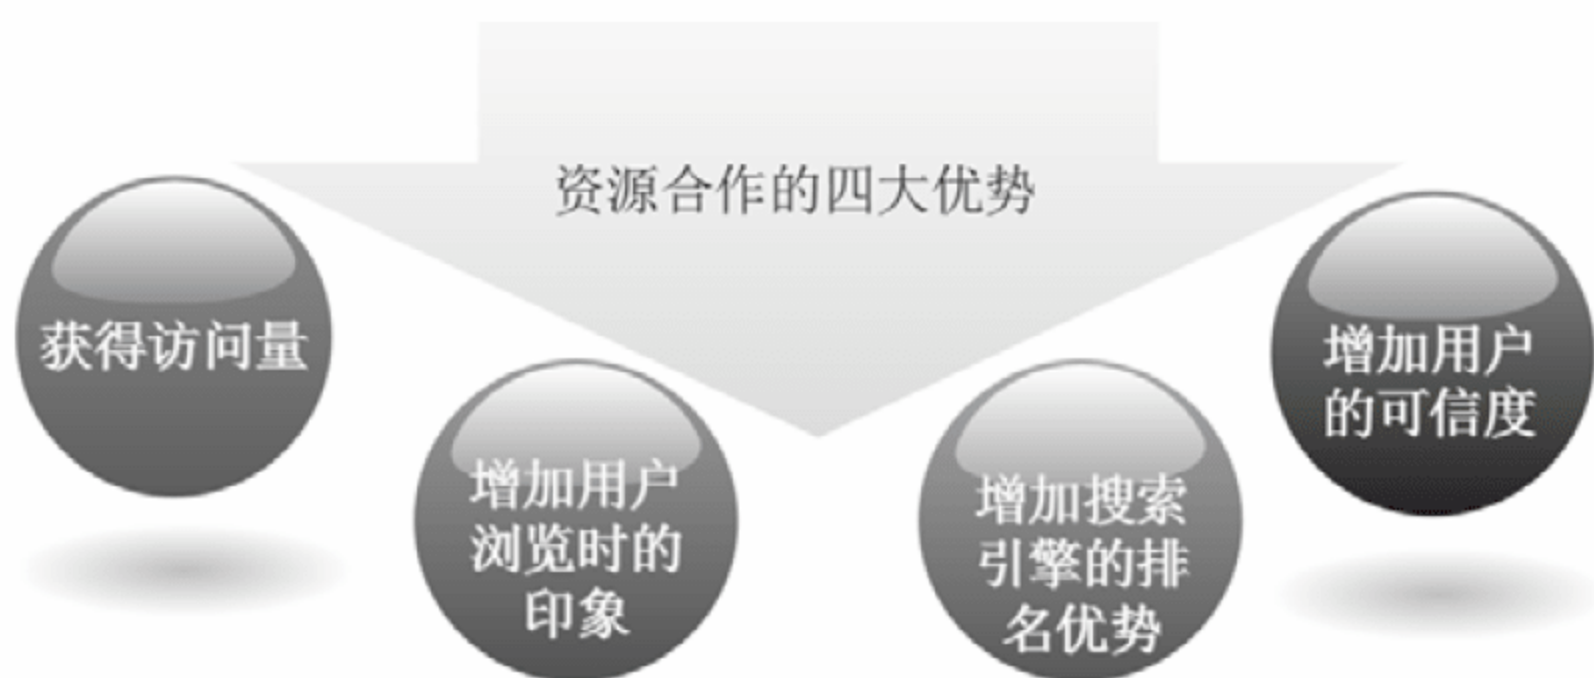 资源合作的四大优势
获得访问量
增加用户
浏览时的
印象
增加搜索
引擎的排
名优势
增加用户
的可信度